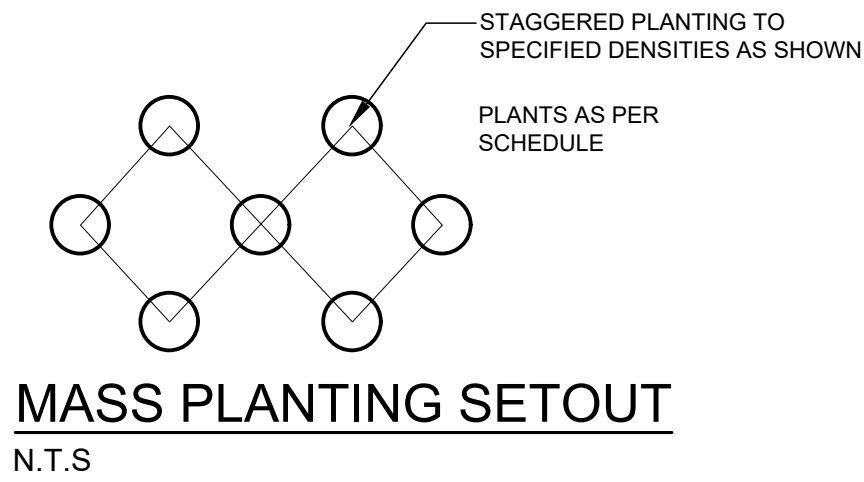 STAGGERED PLANTING TO
SPECIFIED DENSITIES AS SHOWN
PLANTS AS PER
SCHEDULE
MASS PLANTING SETOUT
N.T.S